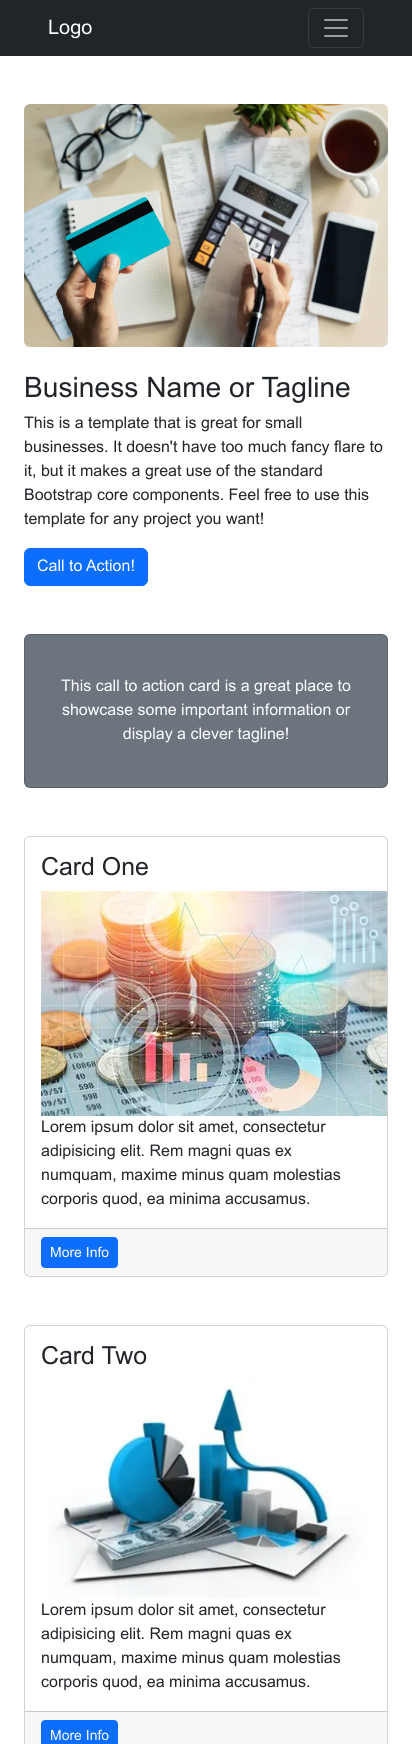 Logo
Business Name or Tagline
This is a template that is great for small
businesses. It doesn't have too much fancy flare to
it, but it makes a great use of the standard
Bootstrap core components. Feel free to use this
template for any project you want!
Call to Action!
This call to action card is a great place to
showcase some important information or
display a clever tagline!
Card One
Lorem ipsum dolor sit amet, consectetur
adipisicing elit. Rem magni quas ex
numquam, maxime minus quam molestias
corporis quod, ea minima accusamus.
More Info
Card Two
Lorem ipsum dolor sit amet, consectetur
adipisicing elit. Rem magni quas ex
numquam, maxime minus quam molestias
corporis quod, ea minima accusamus.
More Info